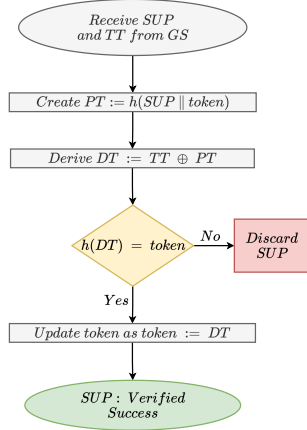 Receive SUP
and TT from GS
Create PT := h(SUP ∥ token)
Derive DT := TT ⊕ PT
h(DT) = token
No
Discard
SUP
Yes
Update token as token := DT
SUP : Verified
Success